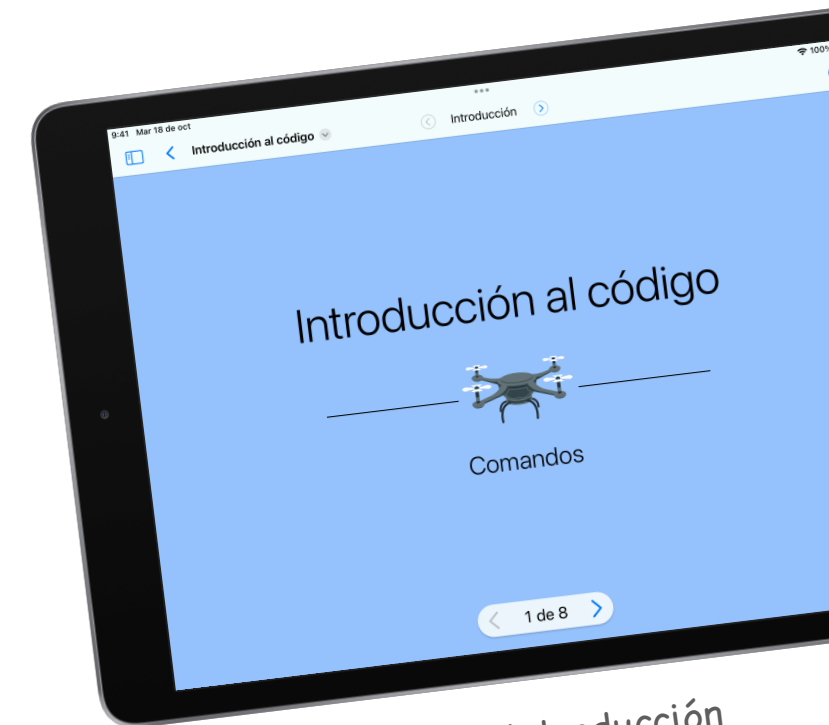 9:41 Mar 18 de oct
100%
Introducción al código
Introducción
Introducción al código
Comandos
1 de 8